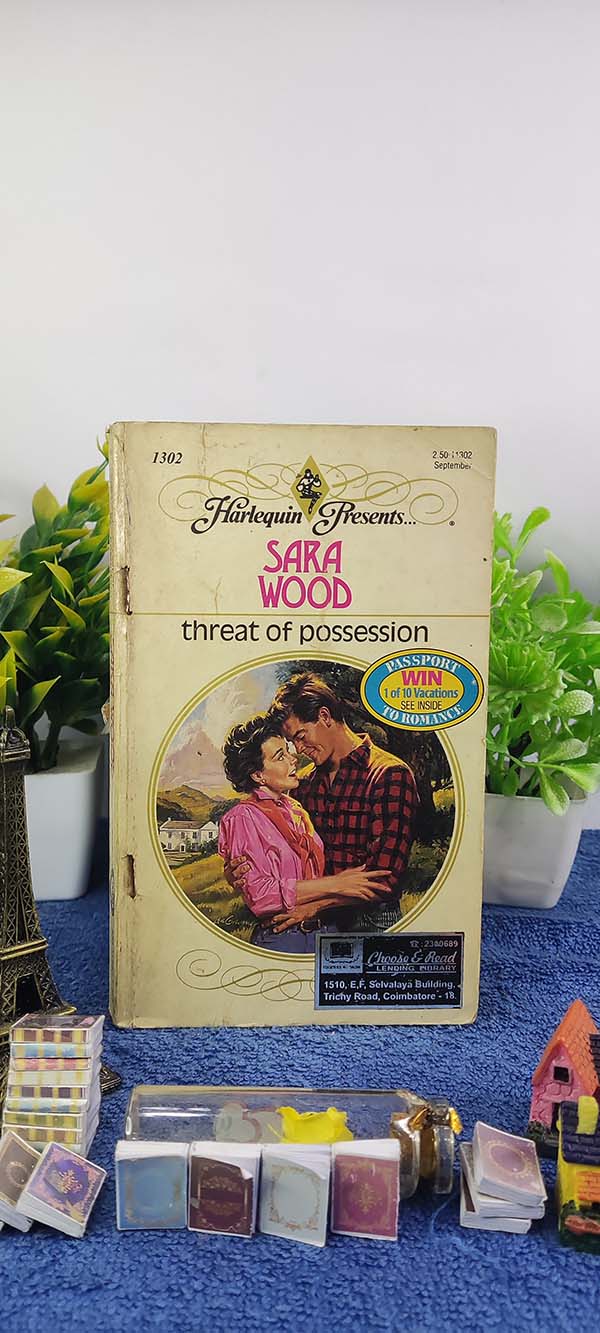 1302
2.50-11302
September
Harlequin Presents...®
SARA
WOOD
threat of possession
PASSPORT
WIN
1 of 10 Vacations
SEE INSIDE
TO ROMANCE
☎: 2380689
Choose & Read
LENDING LIBRARY
1510, E,F, Selvalaya Building,
Trichy Road, Coimbatore - 18.